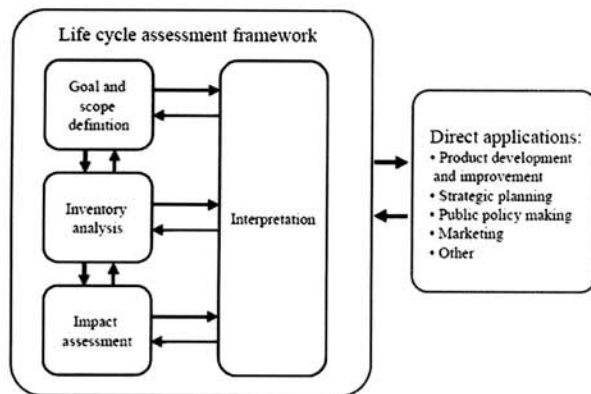 Life cycle assessment framework
Goal and
scope
definition
Inventory
analysis
Impact
assessment
Interpretation
Direct applications:
• Product development
and improvement
• Strategic planning
• Public policy making
• Marketing
• Other